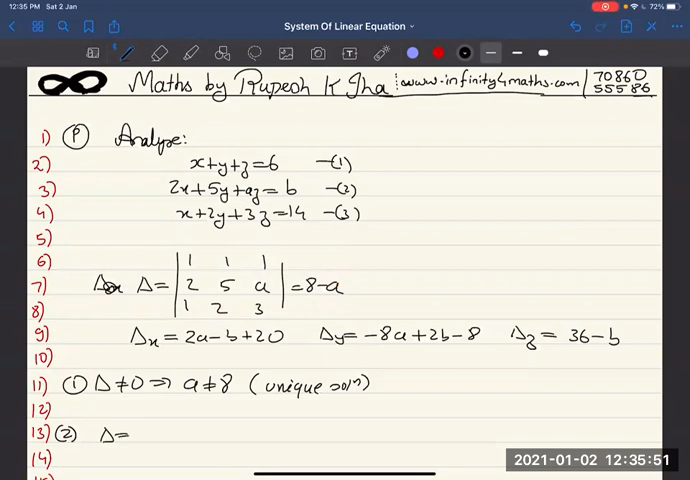 12:35 PM Sat 2 Jan 72%
System Of Linear Equation
Maths by Rupesh K Jha www.infinity4maths.com/ 70860 55586
1) (P) Analyse:
2) x+y+z=6 —(1)
3) 2x+5y+az=b —(2)
4) x+2y+3z=14 —(3)
5)
6) | 1 1 1 |
7) Δ= | 2 5 a | =8-a
8) | 1 2 3 |
9) Δx = 2a-b+20 Δy= -8a+2b-8 Δz = 36-b
10)
11) (1) Δ≠0 ⇒ a≠8 (unique solⁿ)
12)
13) (2) Δ=
14)
2021-01-02 12:35:51